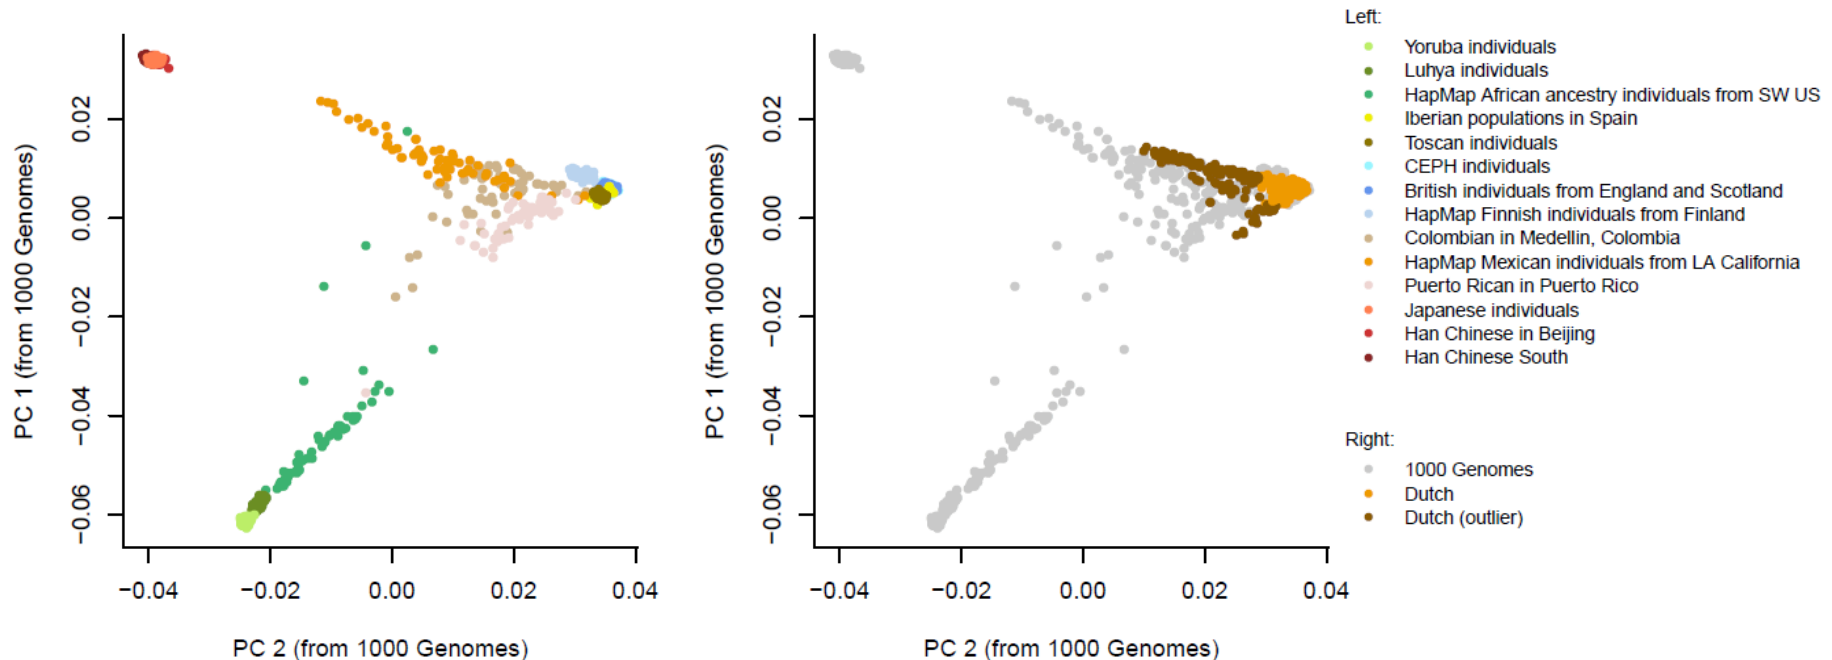 PC 1 (from 1000 Genomes)
0.02
0.00
−0.02
−0.04
−0.06
−0.04
−0.02
0.00
0.02
0.04
PC 2 (from 1000 Genomes)
PC 1 (from 1000 Genomes)
0.02
0.00
−0.02
−0.04
−0.06
−0.04
−0.02
0.00
0.02
0.04
PC 2 (from 1000 Genomes)
Left:
Yoruba individuals
Luhya individuals
HapMap African ancestry individuals from SW US
Iberian populations in Spain
Toscan individuals
CEPH individuals
British individuals from England and Scotland
HapMap Finnish individuals from Finland
Colombian in Medellin, Colombia
HapMap Mexican individuals from LA California
Puerto Rican in Puerto Rico
Japanese individuals
Han Chinese in Beijing
Han Chinese South
Right:
1000 Genomes
Dutch
Dutch (outlier)